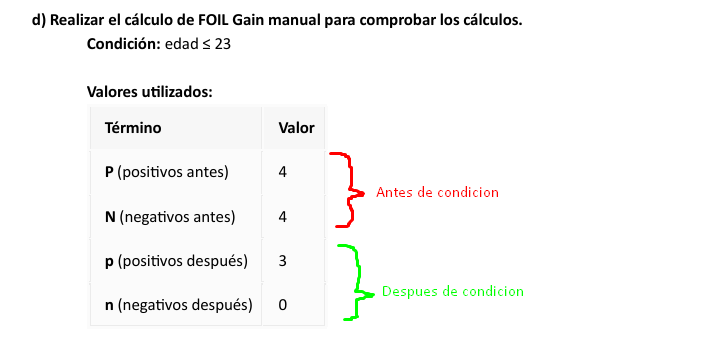 d) Realizar el cálculo de FOIL Gain manual para comprobar los cálculos.
Condición: edad ≤ 23
Valores utilizados:
Término Valor
P (positivos antes) 4
N (negativos antes) 4
Antes de condicion
p (positivos después) 3
n (negativos después) 0
Despues de condicion